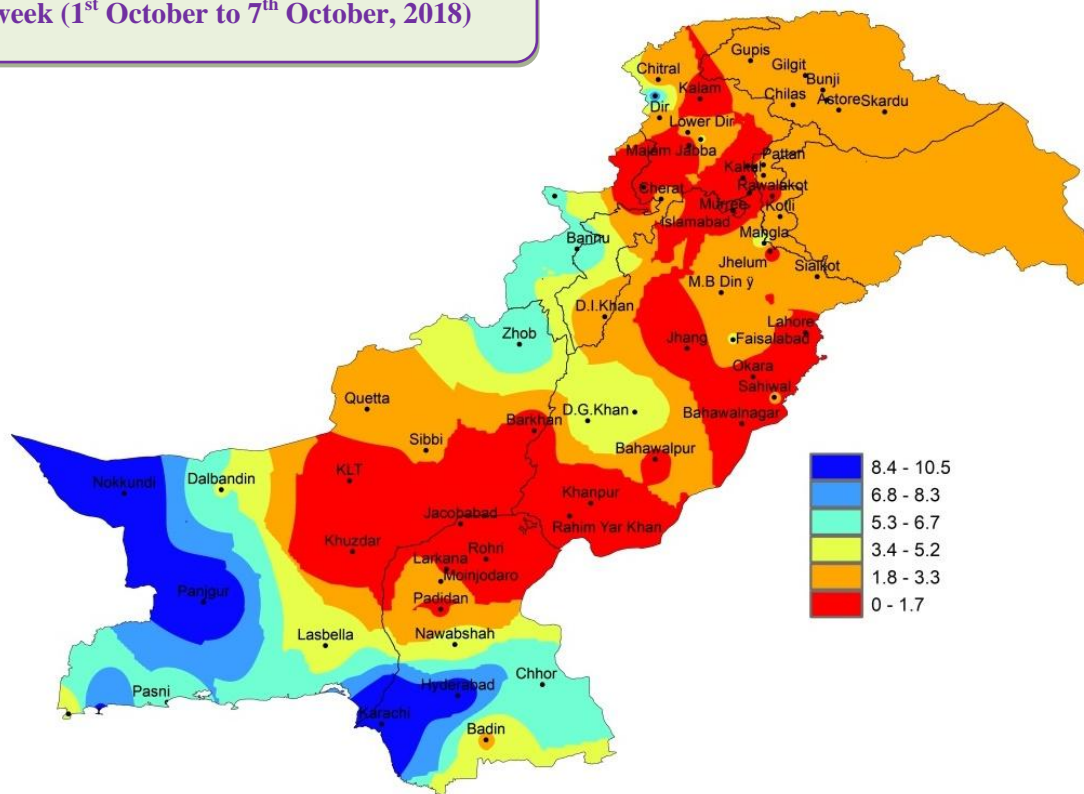 week (1st October to 7th October, 2018)
Gupis
Gilgit
Chitral
Bunji
Kalam
Chilas
Astore Skardu
Dir
Lower Dir
Malam Jabba
Pattan
Kakul
Cherat
Rawalakot
Murree
Kotli
Islamabad
Mangla
Bannu
Jhelum
Sialkot
M.B Din ÿ
D.I.Khan
Lahore
Zhob
Jhang
Faisalabad
Okara
Sahiwal
Quetta
D.G.Khan
Bahawalnagar
Barkhan
Sibbi
Bahawalpur
KLT
8.4 - 10.5
Nokkundi
Dalbandin
6.8 - 8.3
Khanpur
Jacobabad
Rahim Yar Khan
5.3 - 6.7
Khuzdar
Rohri
3.4 - 5.2
Larkana
Moinjodaro
1.8 - 3.3
Panjgur
Padidan
0 - 1.7
Lasbella
Nawabshah
Chhor
Pasni
Hyderabad
Karachi
Badin